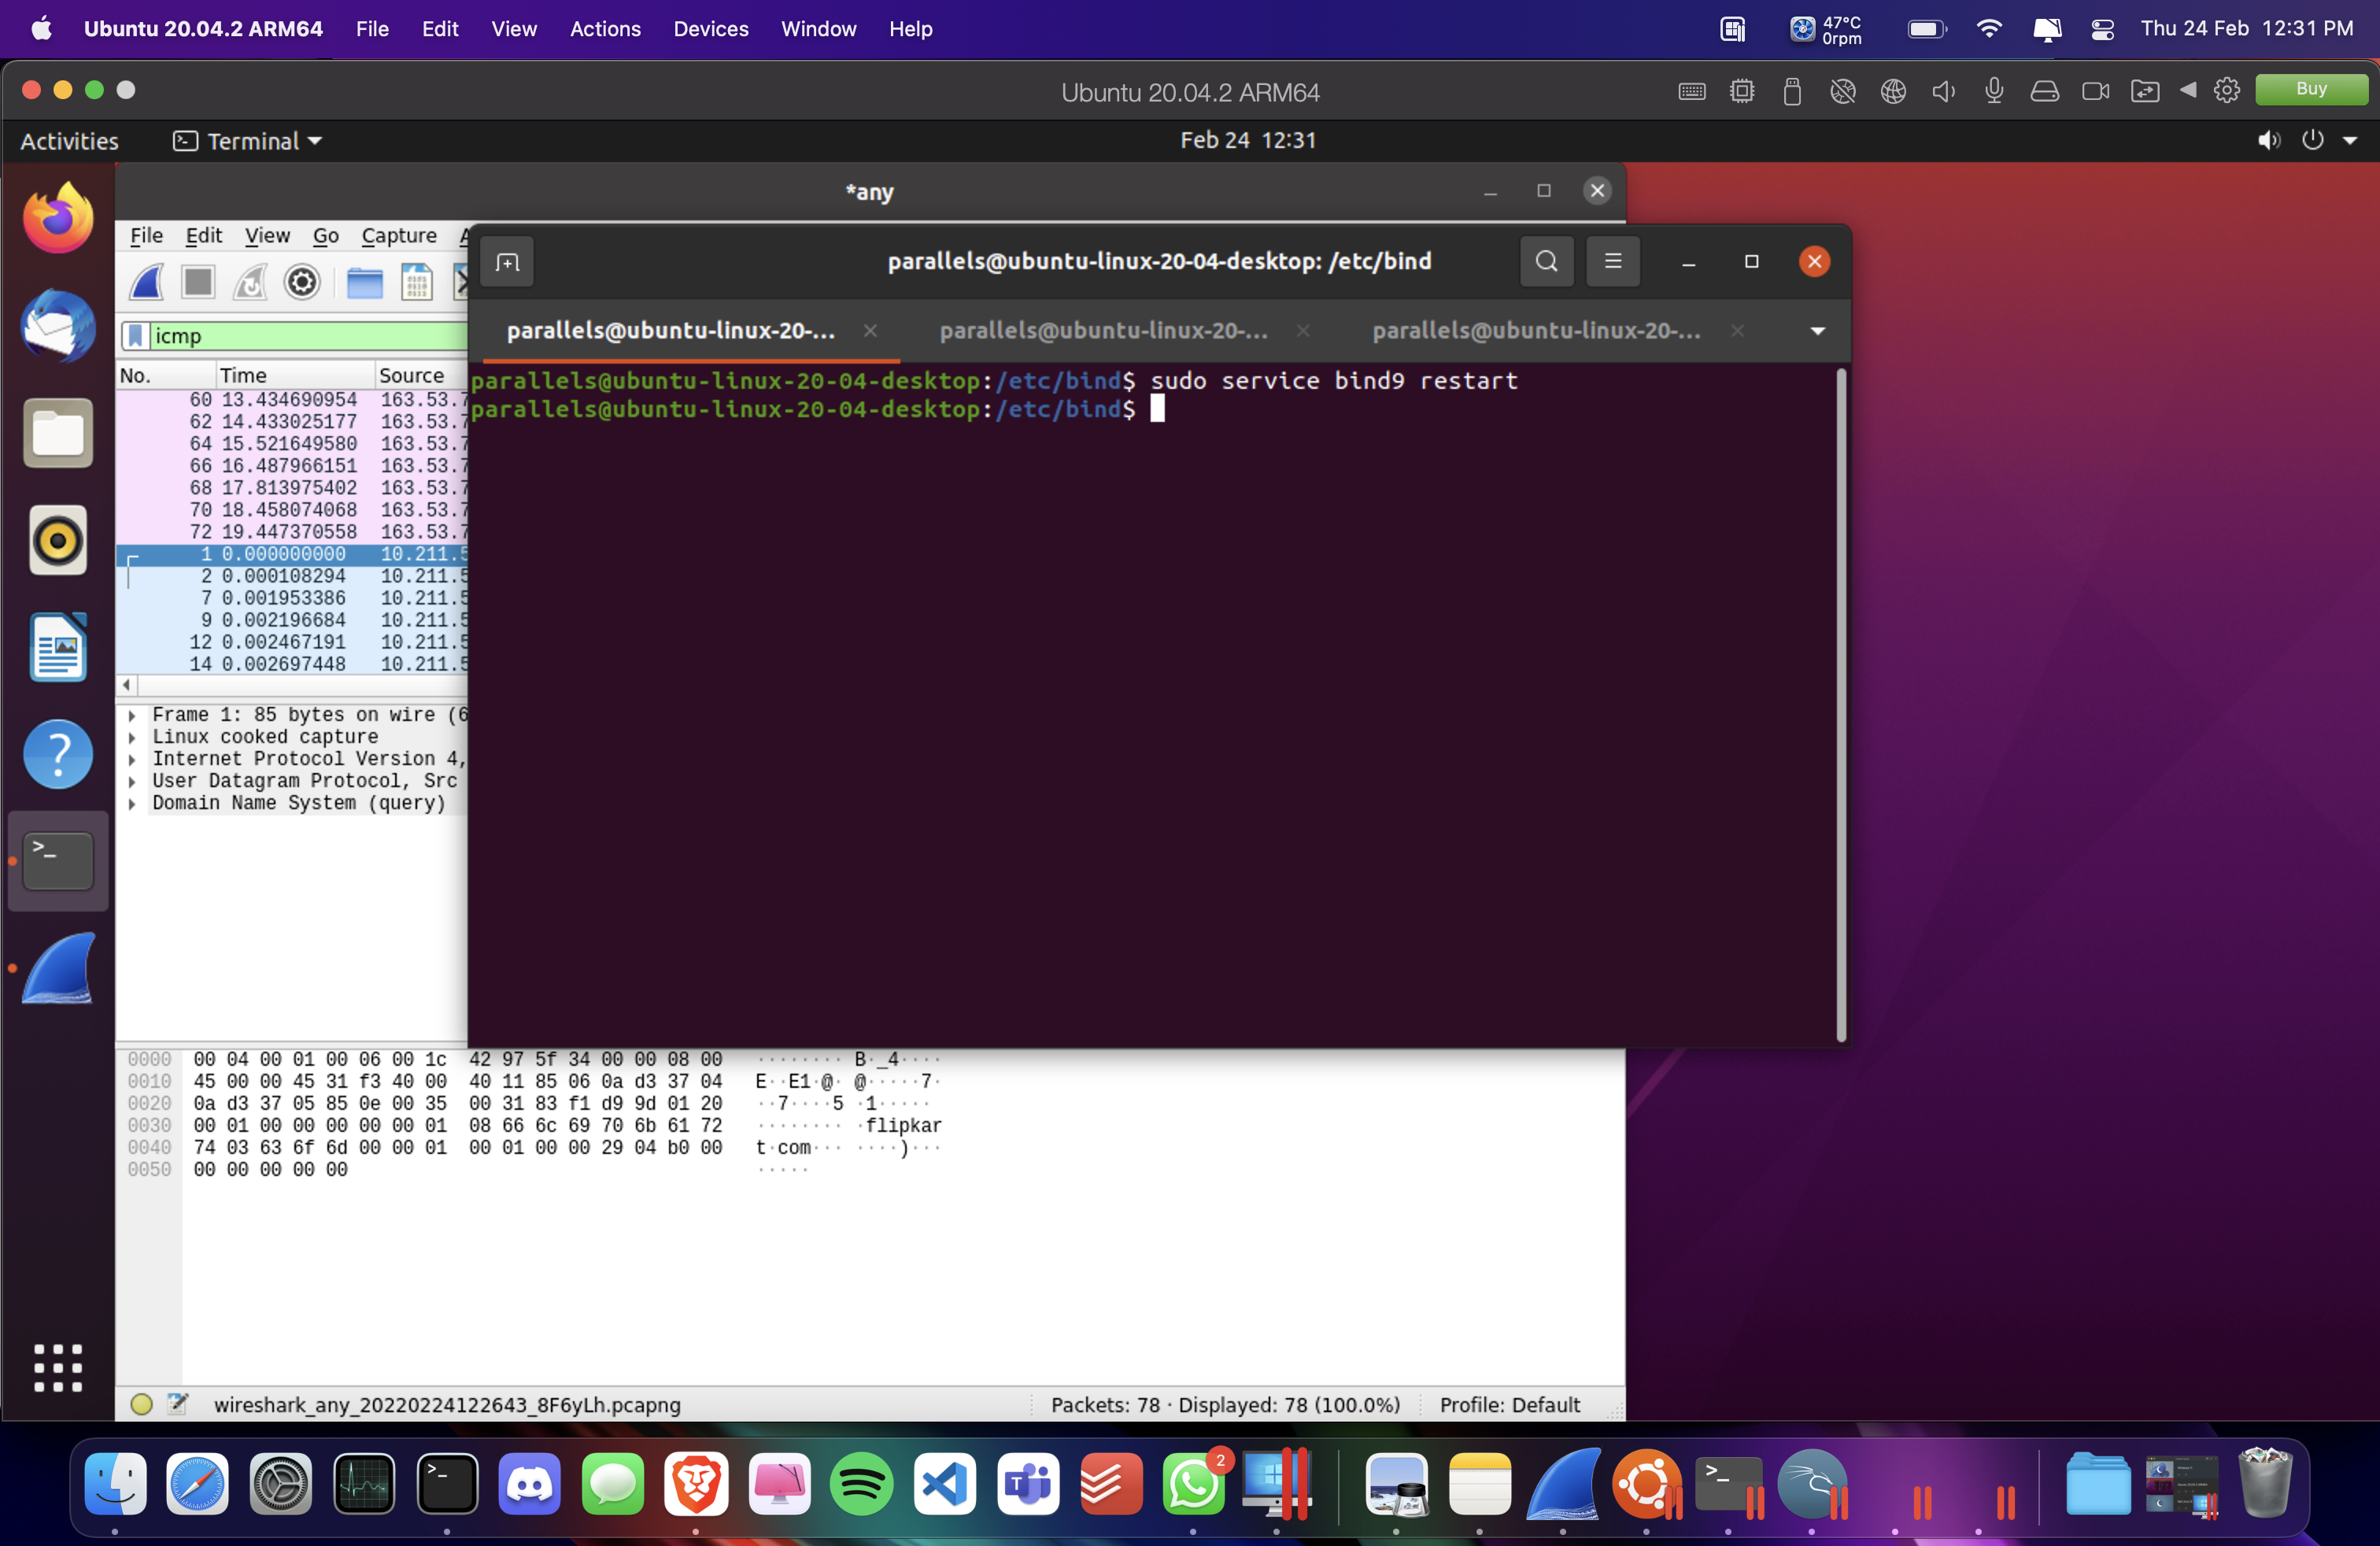 Ubuntu 20.04.2 ARM64 File Edit View Actions Devices Window Help 47°C 0rpm Thu 24 Feb 12:31 PM
Ubuntu 20.04.2 ARM64 Buy
Activities Terminal Feb 24 12:31
*any
File Edit View Go Capture A
parallels@ubuntu-linux-20-04-desktop: /etc/bind
parallels@ubuntu-linux-20-... parallels@ubuntu-linux-20-... parallels@ubuntu-linux-20-...
icmp
parallels@ubuntu-linux-20-04-desktop:/etc/bind$ sudo service bind9 restart
parallels@ubuntu-linux-20-04-desktop:/etc/bind$
No. Time Source
60 13.434690954 163.53.7
62 14.433025177 163.53.7
64 15.521649580 163.53.7
66 16.487966151 163.53.7
68 17.813975402 163.53.7
70 18.458074068 163.53.7
72 19.447370558 163.53.7
1 0.000000000 10.211.5
2 0.000108294 10.211.5
7 0.001953386 10.211.5
9 0.002196684 10.211.5
12 0.002467191 10.211.5
14 0.002697448 10.211.5
Frame 1: 85 bytes on wire (6
Linux cooked capture
Internet Protocol Version 4,
User Datagram Protocol, Src
Domain Name System (query)
0000 00 04 00 01 00 06 00 1c 42 97 5f 34 00 00 08 00 ········ B·_4····
0010 45 00 00 45 31 f3 40 00 40 11 85 06 0a d3 37 04 E··E1·@· @·····7·
0020 0a d3 37 05 85 0e 00 35 00 31 83 f1 d9 9d 01 20 ··7····5 ·1·····
0030 00 01 00 00 00 00 00 01 08 66 6c 69 70 6b 61 72 ········ ·flipkar
0040 74 03 63 6f 6d 00 00 01 00 01 00 00 29 04 b0 00 t·com··· ····)···
0050 00 00 00 00 00 ·····
wireshark_any_20220224122643_8F6yLh.pcapng Packets: 78 · Displayed: 78 (100.0%) Profile: Default
2